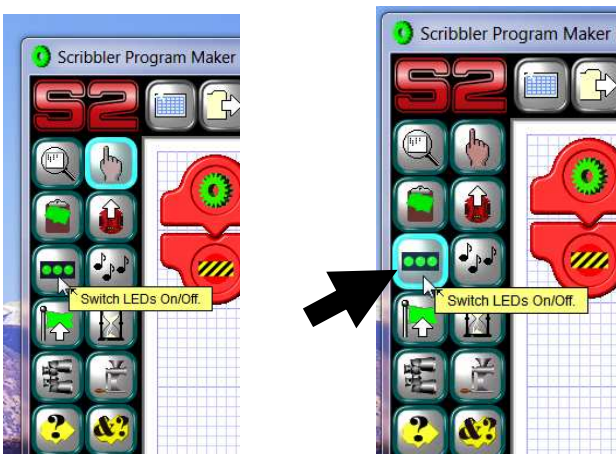 Scribbler Program Maker
S2
Switch LEDs On/Off.
?
&?
Scribbler Program Maker
S2
Switch LEDs On/Off.
?
&?